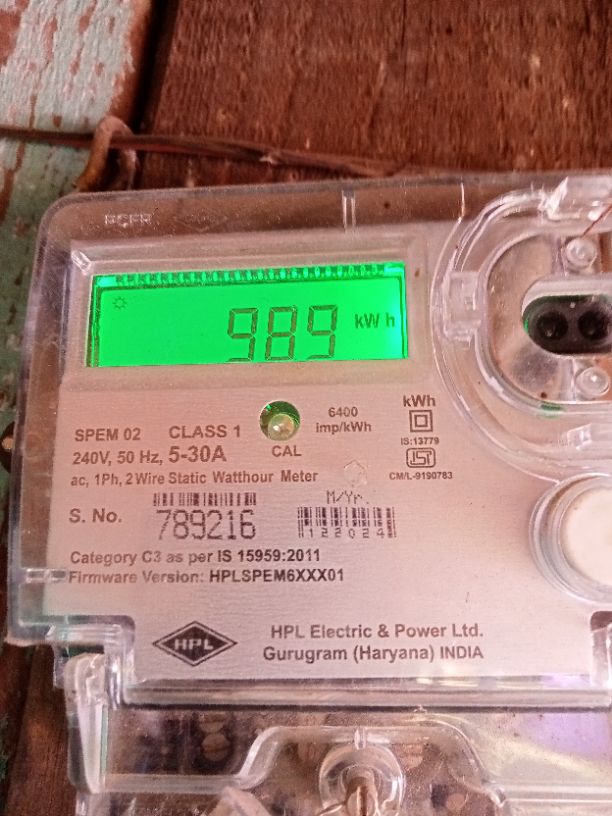 989 kWh
6400
imp/kWh
CAL
kWh
IS:13779
ISI
CM/L-9190783
SPEM 02 CLASS 1
240V, 50 Hz, 5-30A
ac, 1Ph, 2 Wire Static Watthour Meter
S. No. 789216
M/Yr.
122024
Category C3 as per IS 15959:2011
Firmware Version: HPLSPEM6XXX01
HPL
HPL Electric & Power Ltd.
Gurugram (Haryana) INDIA